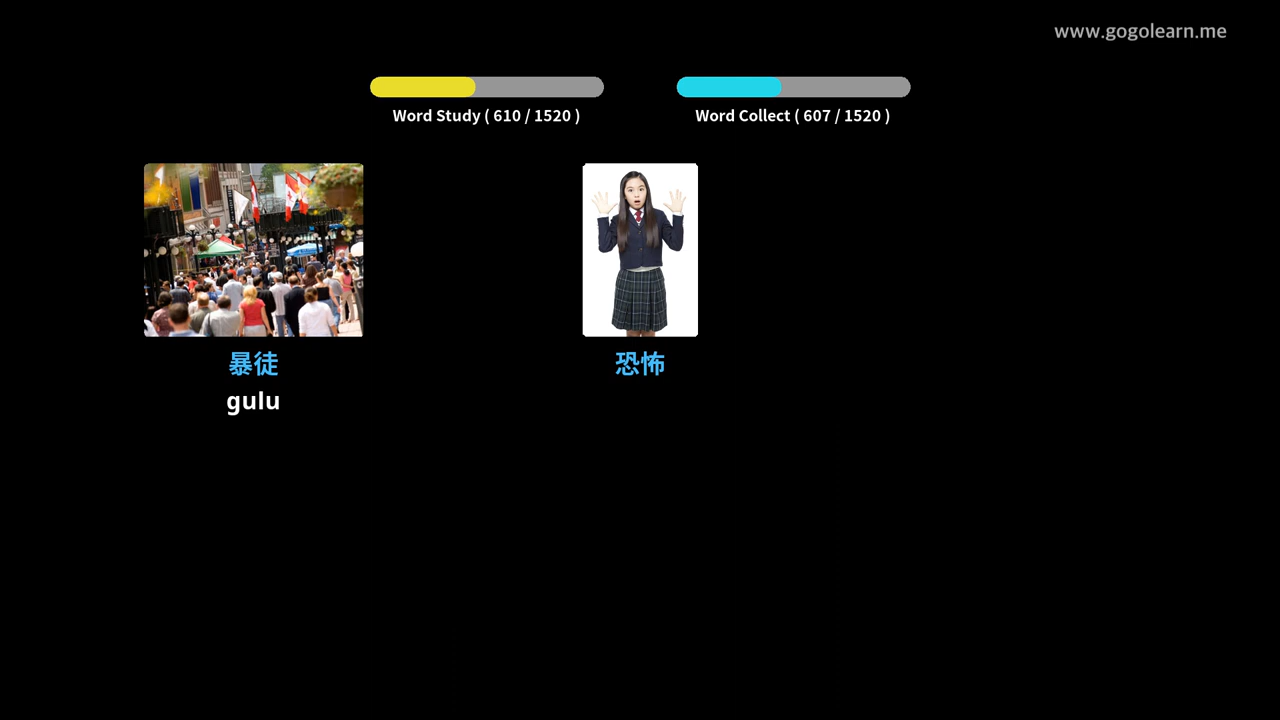 www.gogolearn.me
Word Study ( 610 / 1520 )
Word Collect ( 607 / 1520 )
暴徒
gulu
恐怖